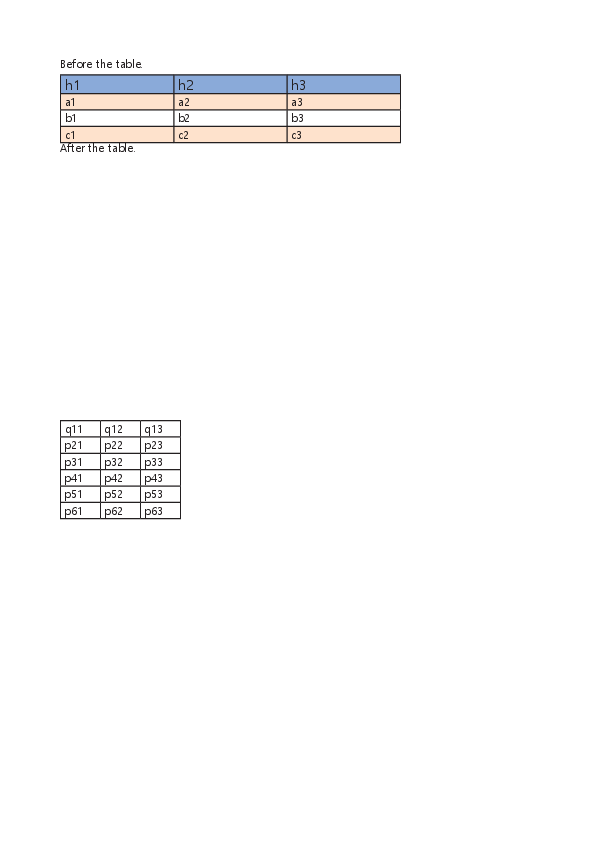 Before the table.
h1 h2 h3
a1 a2 a3
b1 b2 b3
c1 c2 c3
After the table.
q11 q12 q13
p21 p22 p23
p31 p32 p33
p41 p42 p43
p51 p52 p53
p61 p62 p63